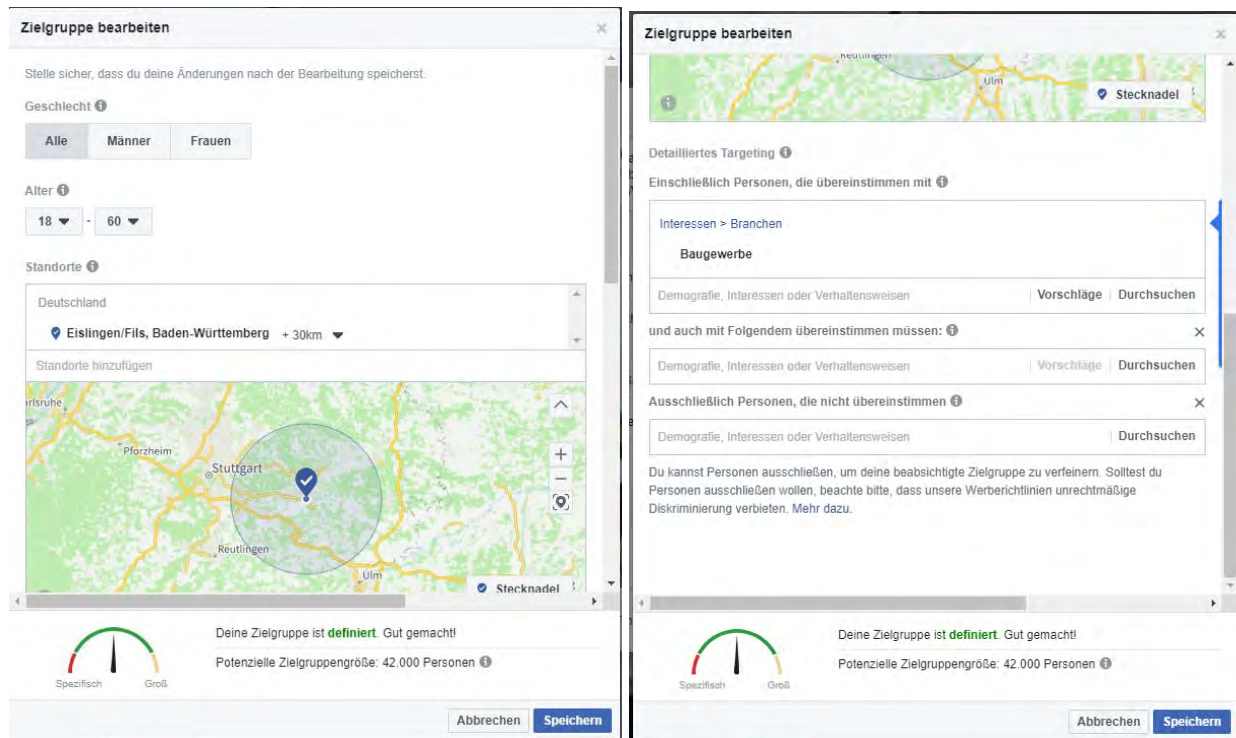 Zielgruppe bearbeiten
Stelle sicher, dass du deine Änderungen nach der Bearbeitung speicherst.
Geschlecht
Alle Männer Frauen
Alter
18 - 60
Standorte
Deutschland
Eislingen/Fils, Baden-Württemberg + 30km
Standorte hinzufügen
Pforzheim
Stuttgart
Reutlingen
Ulm
Stecknadel
Spezifisch Groß
Deine Zielgruppe ist definiert. Gut gemacht!
Potenzielle Zielgruppengröße: 42.000 Personen
Abbrechen Speichern
Zielgruppe bearbeiten
Reutlingen
Ulm
Stecknadel
Detailliertes Targeting
Einschließlich Personen, die übereinstimmen mit
Interessen > Branchen
Baugewerbe
Demografie, Interessen oder Verhaltensweisen Vorschläge Durchsuchen
und auch mit Folgendem übereinstimmen müssen:
Demografie, Interessen oder Verhaltensweisen Vorschläge Durchsuchen
Ausschließlich Personen, die nicht übereinstimmen
Demografie, Interessen oder Verhaltensweisen Durchsuchen
Du kannst Personen ausschließen, um deine beabsichtigte Zielgruppe zu verfeinern. Solltest du
Personen ausschließen wollen, beachte bitte, dass unsere Werberichtlinien unrechtmäßige
Diskriminierung verbieten. Mehr dazu.
Spezifisch Groß
Deine Zielgruppe ist definiert. Gut gemacht!
Potenzielle Zielgruppengröße: 42.000 Personen
Abbrechen Speichern